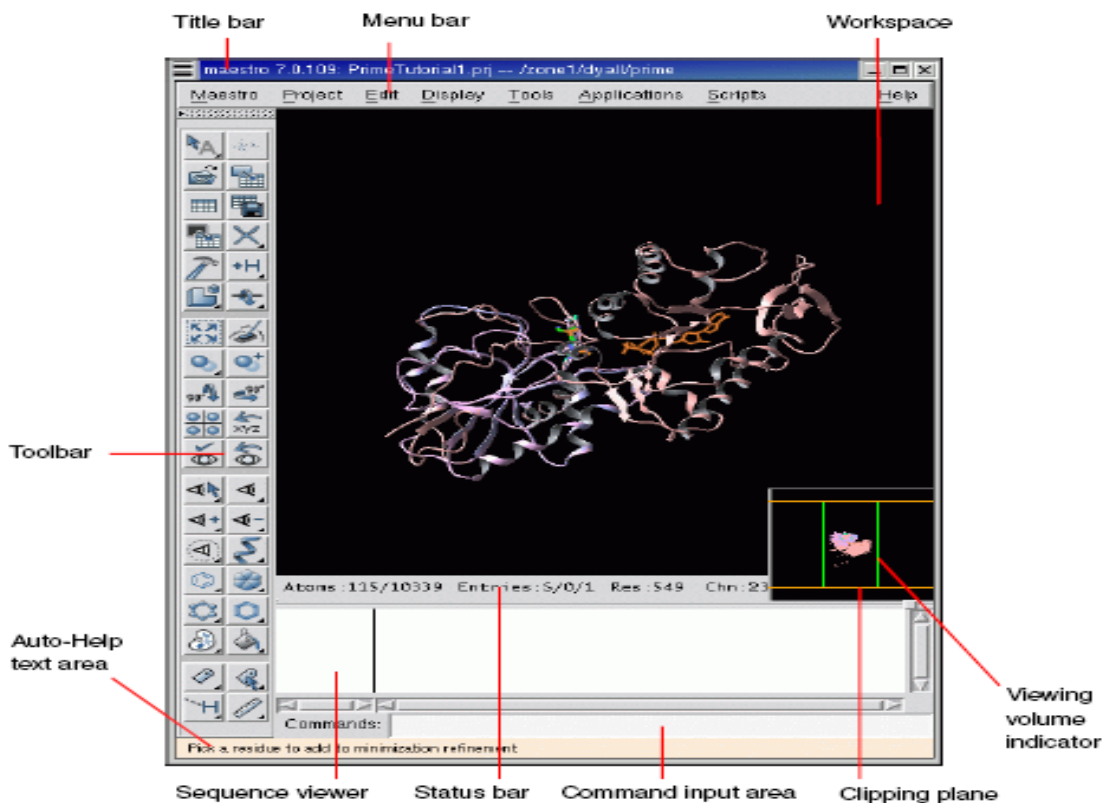 Title bar
Menu bar
Workspace
maestro 7.0.109: PrimeTutorial1.prj -- /zone1/dyall/prime
Maestro Project Edit Display Tools Applications Scripts Help
A
+H
90° 90°
XYZ
Toolbar
Atoms:115/10339 Entries:5/0/1 Res:549 Chn:23
Auto-Help
text area
H
Commands:
Pick a residue to add to minimization refinement
Viewing
volume
indicator
Sequence viewer
Status bar
Command input area
Clipping plane